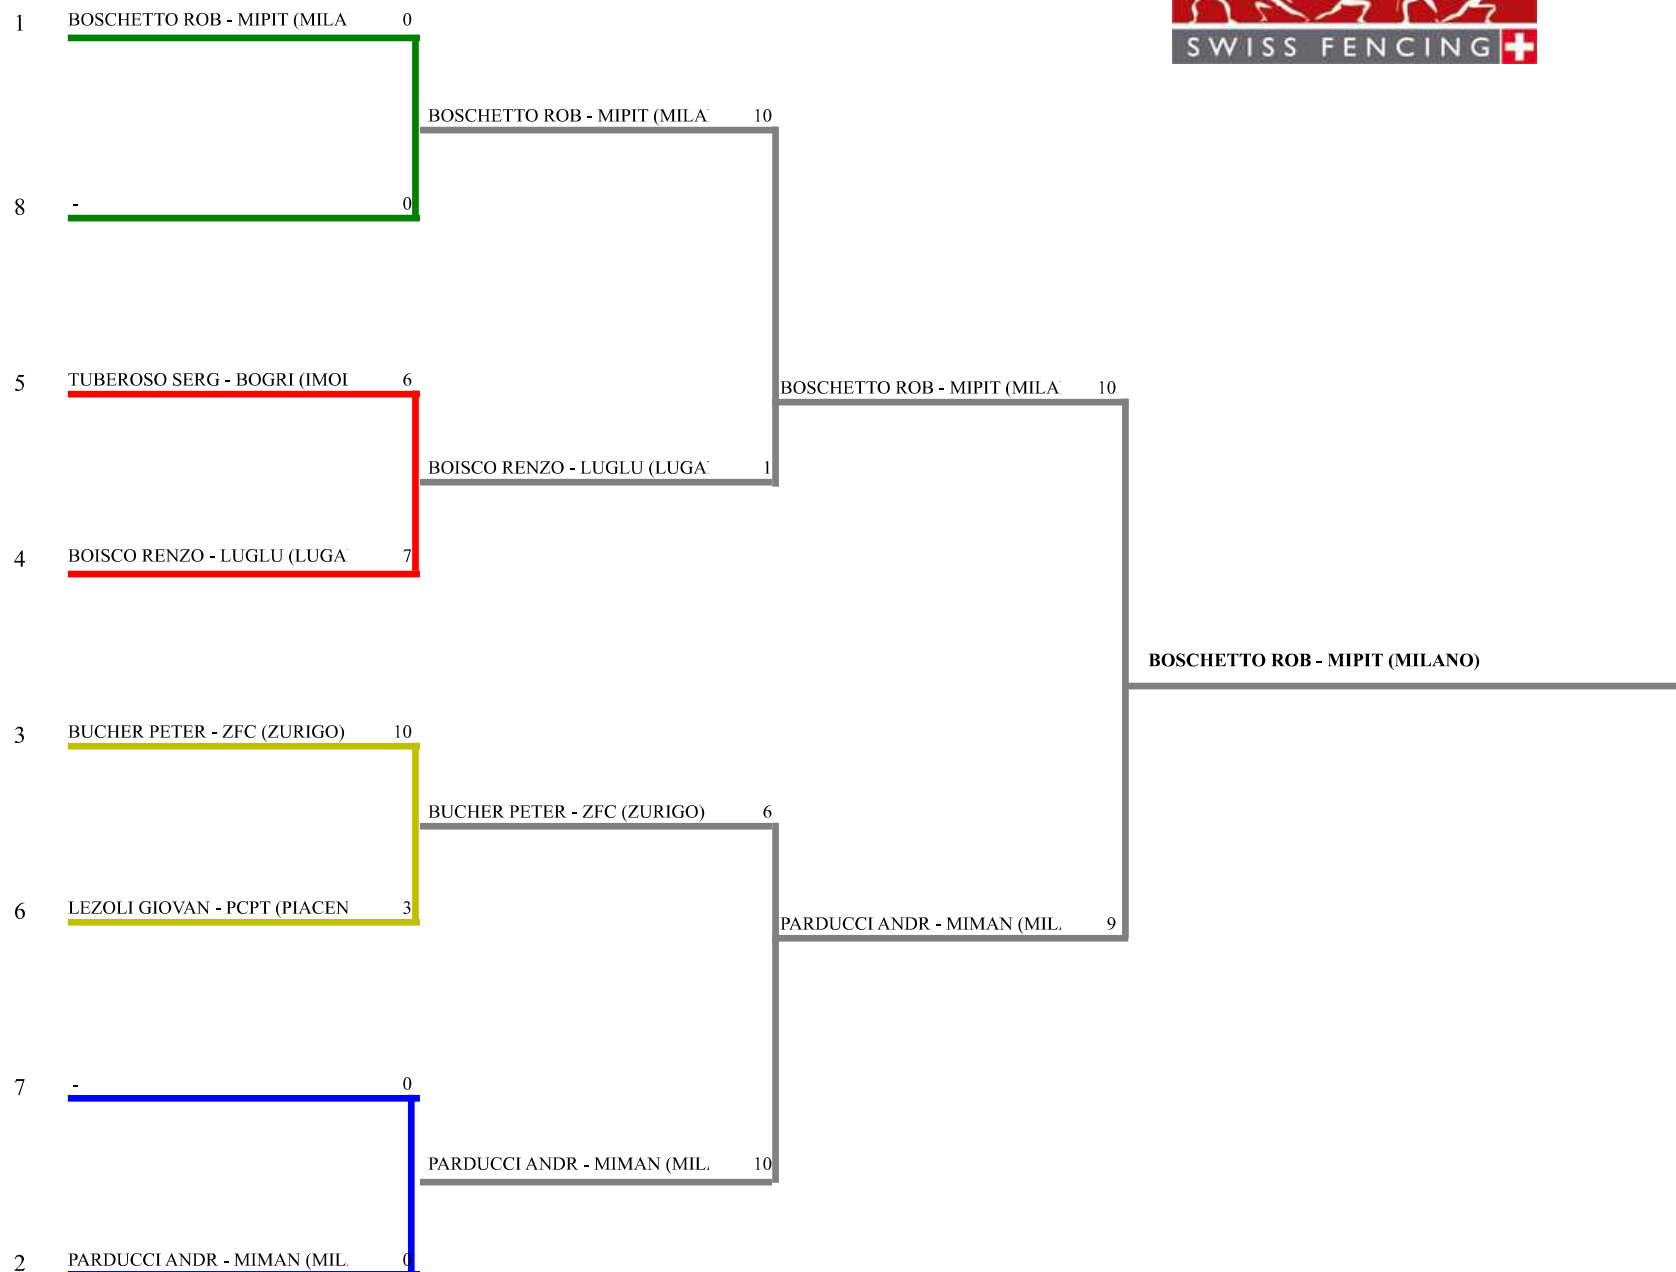 SWISS FENCING
1 BOSCHETTO ROB - MIPIT (MILA 0
BOSCHETTO ROB - MIPIT (MILA 10
8 - 0
5 TUBEROSO SERG - BOGRI (IMOL 6
BOSCHETTO ROB - MIPIT (MILA 10
BOISCO RENZO - LUGLU (LUGA 1
4 BOISCO RENZO - LUGLU (LUGA 7
BOSCHETTO ROB - MIPIT (MILANO)
3 BUCHER PETER - ZFC (ZURIGO) 10
BUCHER PETER - ZFC (ZURIGO) 6
6 LEZOLI GIOVAN - PCPT (PIACEN 3
PARDUCCI ANDR - MIMAN (MIL 9
7 - 0
PARDUCCI ANDR - MIMAN (MIL 10
2 PARDUCCI ANDR - MIMAN (MIL 0